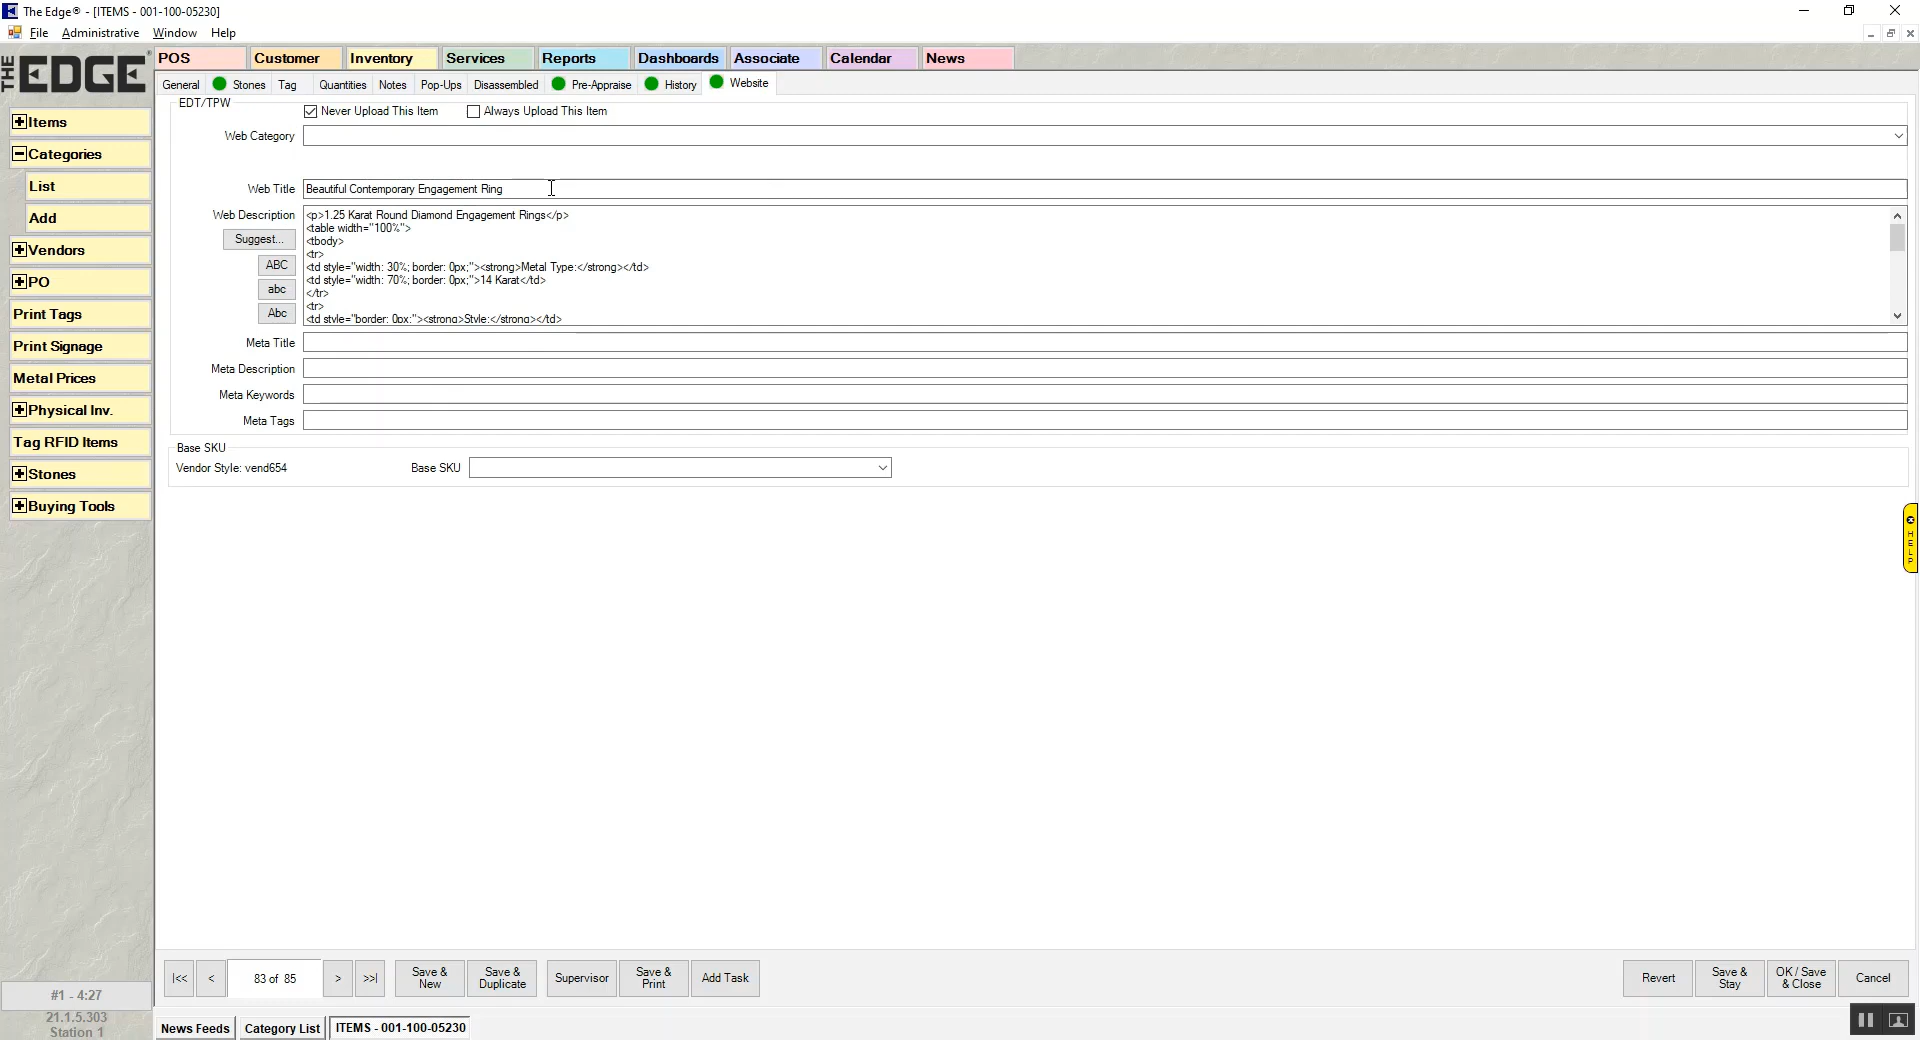 The Edge® - [ITEMS - 001-100-05230]
File Administrative Window Help
THE EDGE®
POS Customer Inventory Services Reports Dashboards Associate Calendar News
General Stones Tag Quantities Notes Pop-Ups Disassembled Pre-Appraise History Website
EDT/TPW
Never Upload This Item Always Upload This Item
Web Category
Web Title Beautiful Contemporary Engagement Ring
Web Description <p>1.25 Karat Round Diamond Engagement Rings</p>
<table width="100%">
Suggest... <tbody>
<tr>
ABC <td style="width: 30%; border: 0px;"><strong>Metal Type:</strong></td>
<td style="width: 70%; border: 0px;">14 Karat</td>
abc </tr>
<tr>
Abc <td style="border: 0px;"><strong>Style:</strong></td>
Meta Title
Meta Description
Meta Keywords
Meta Tags
Base SKU
Vendor Style: vend654 Base SKU
Items
Categories
List
Add
Vendors
PO
Print Tags
Print Signage
Metal Prices
Physical Inv.
Tag RFID Items
Stones
Buying Tools
HELP
|<< < 83 of 85 > >>| Save & New Save & Duplicate Supervisor Save & Print Add Task Revert Save & Stay OK / Save & Close Cancel
#1 - 4:27
21.1.5.303
Station 1
News Feeds Category List ITEMS - 001-100-05230